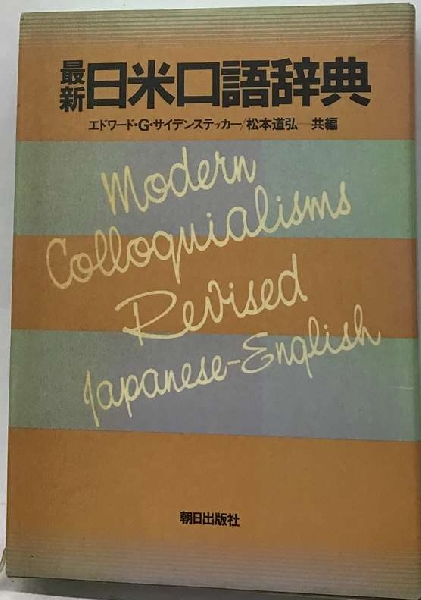 最新日米口語辞典
エドワード・G・サイデンステッカー/松本道弘―共編
Modern
Colloquialisms
Revised
Japanese-English
朝日出版社